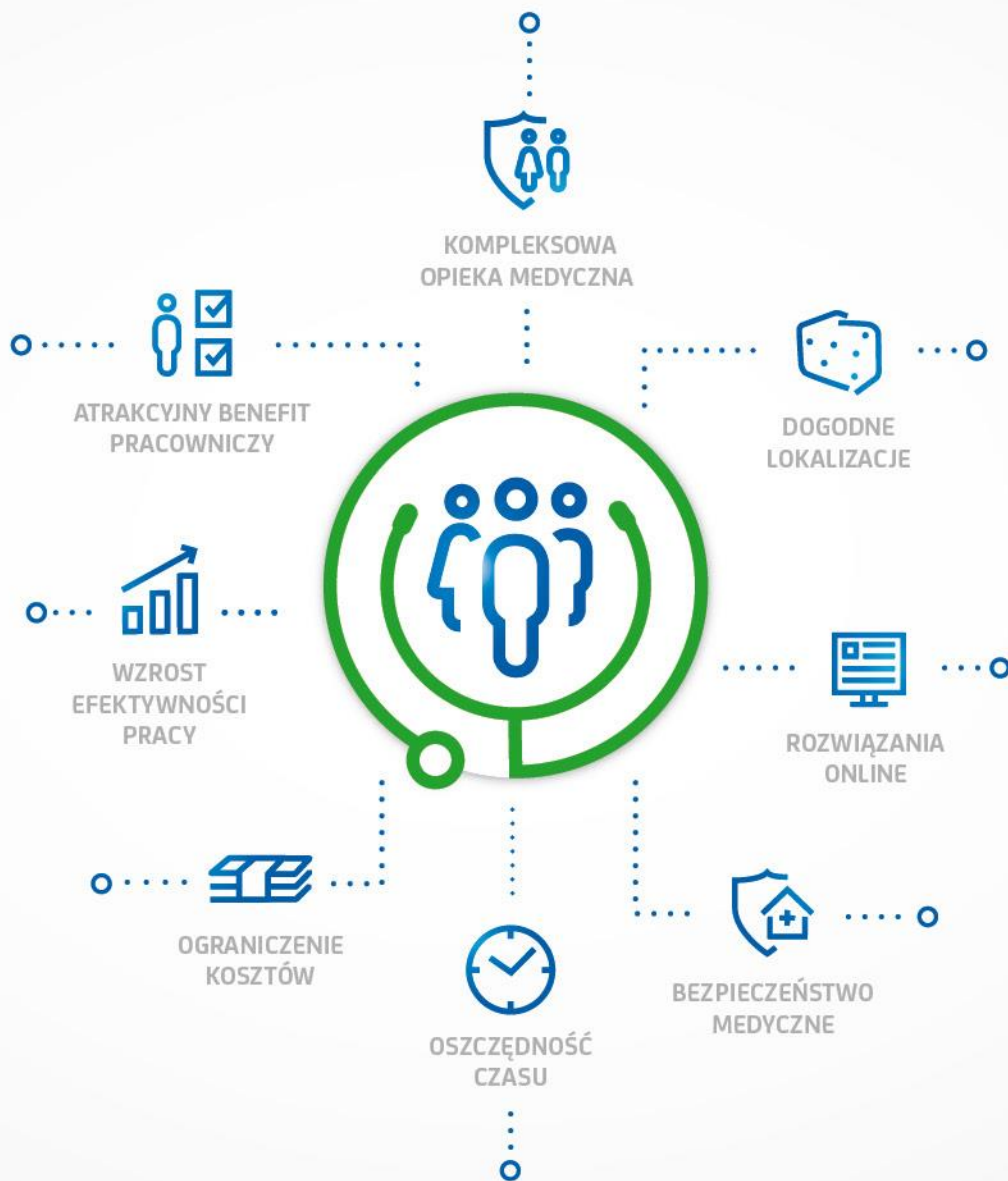 KOMPLEKSOWA
OPIEKA MEDYCZNA
ATRAKCYJNY BENEFIT
PRACOWNICZY
DOGODNE
LOKALIZACJE
WZROST
EFEKTYWNOŚCI
PRACY
ROZWIĄZANIA
ONLINE
OGRANICZENIE
KOSZTÓW
BEZPIECZEŃSTWO
MEDYCZNE
OSZCZĘDNOŚĆ
CZASU